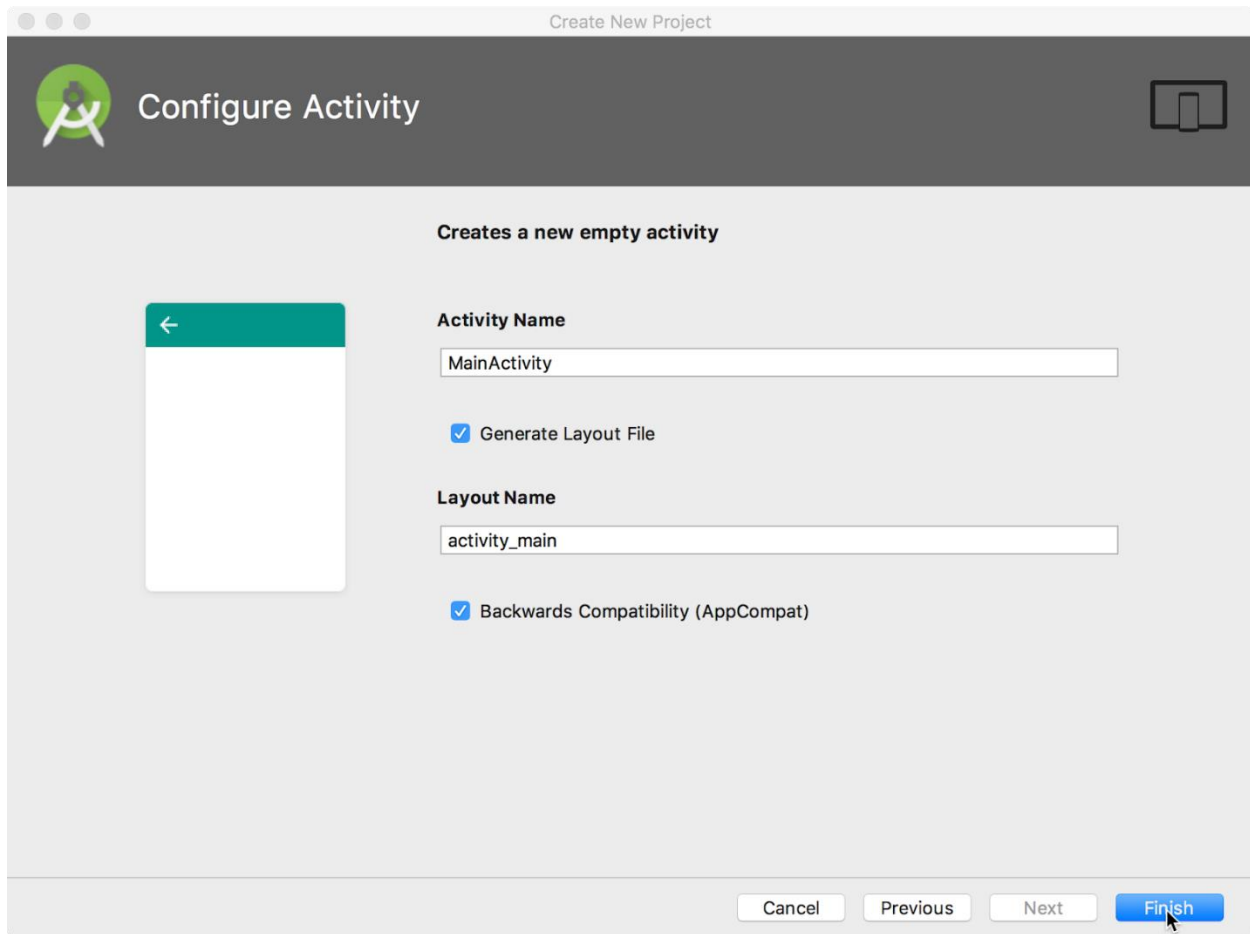 Create New Project
Configure Activity
Creates a new empty activity
Activity Name
MainActivity
Generate Layout File
Layout Name
activity_main
Backwards Compatibility (AppCompat)
Cancel Previous Next Finish